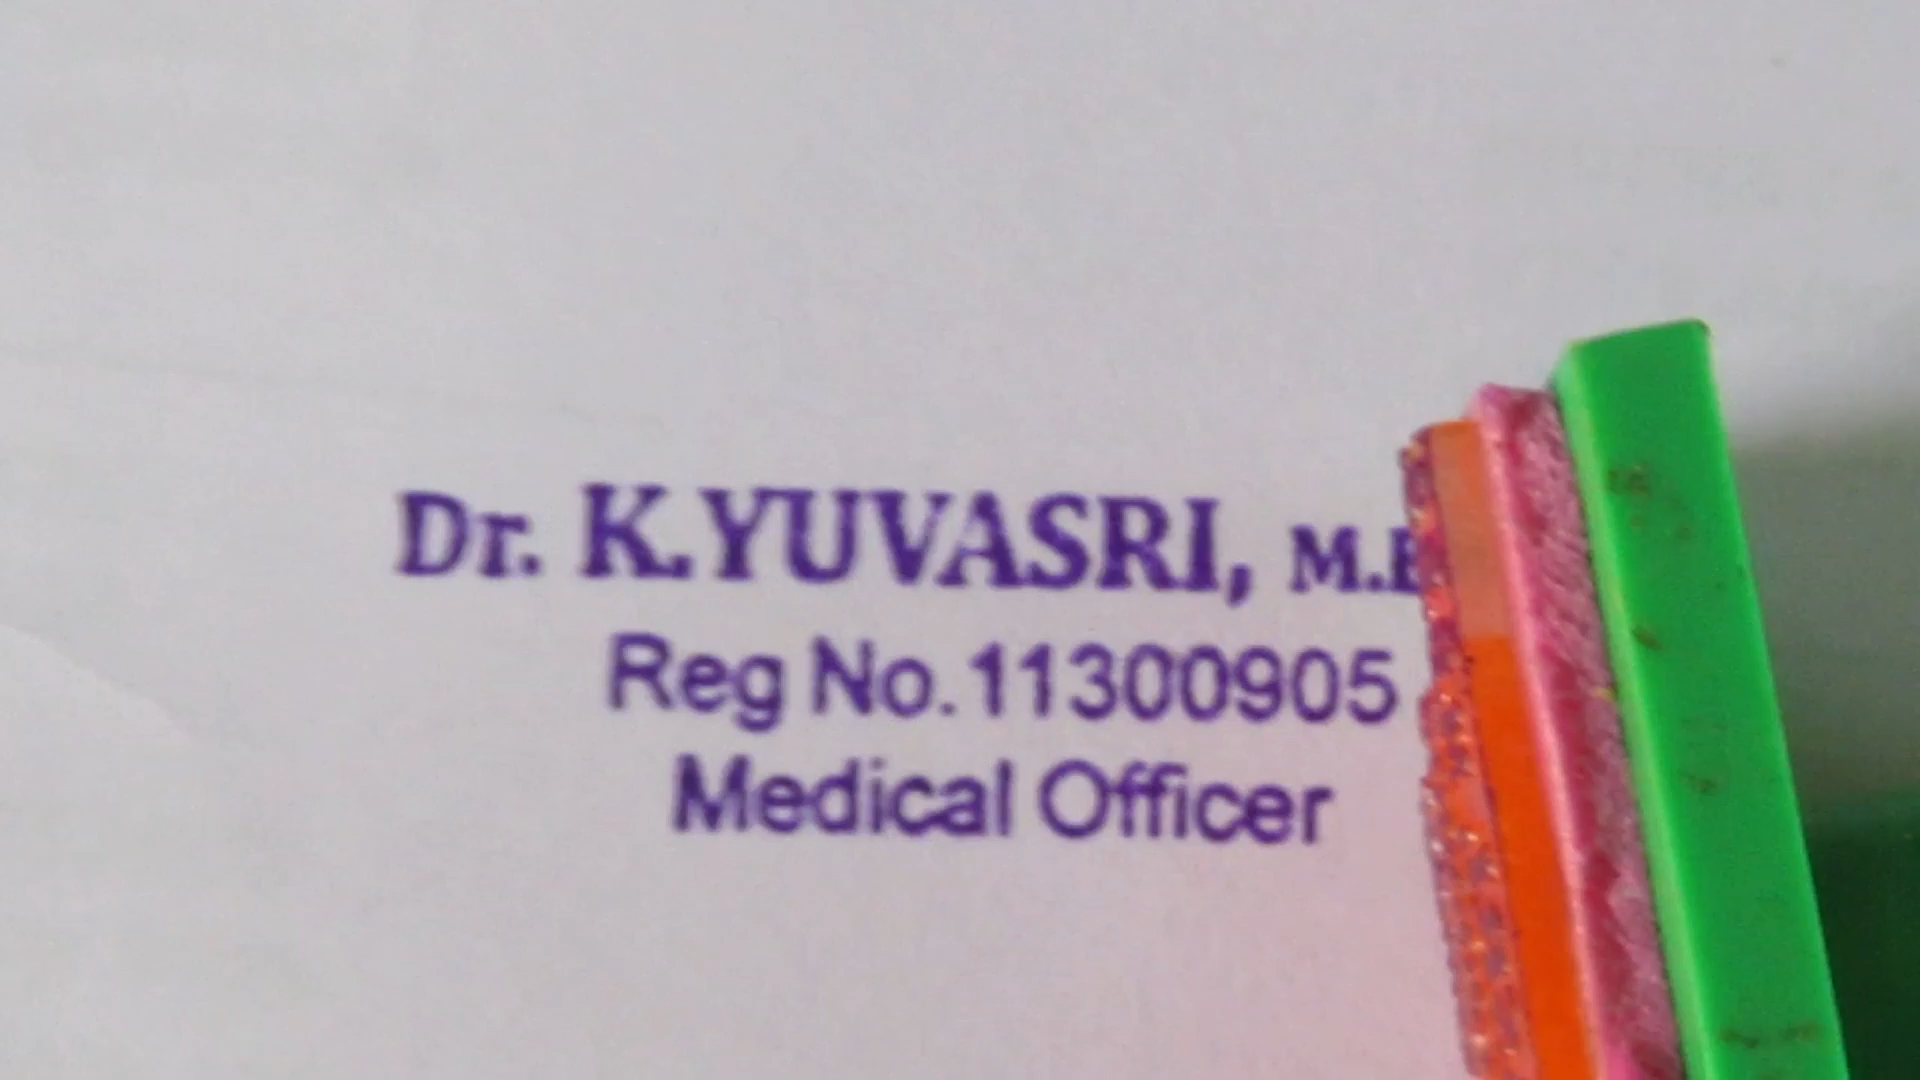 Dr. K.YUVASRI,
Reg No.11300905
Medical Officer